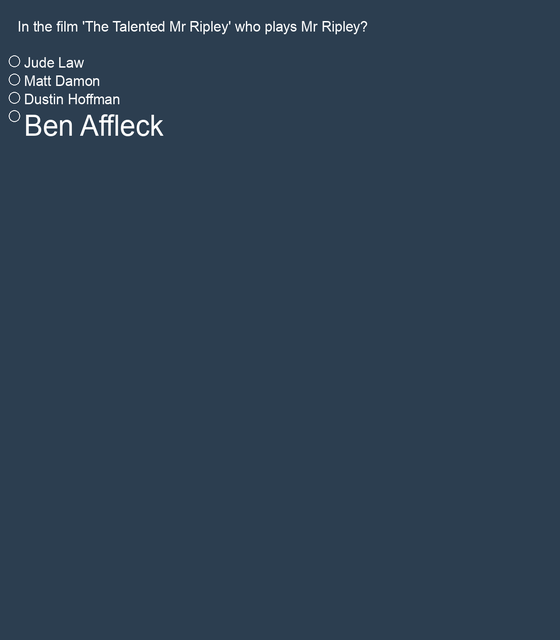 In the film 'The Talented Mr Ripley' who plays Mr Ripley?
Jude Law
Matt Damon
Dustin Hoffman
Ben Affleck